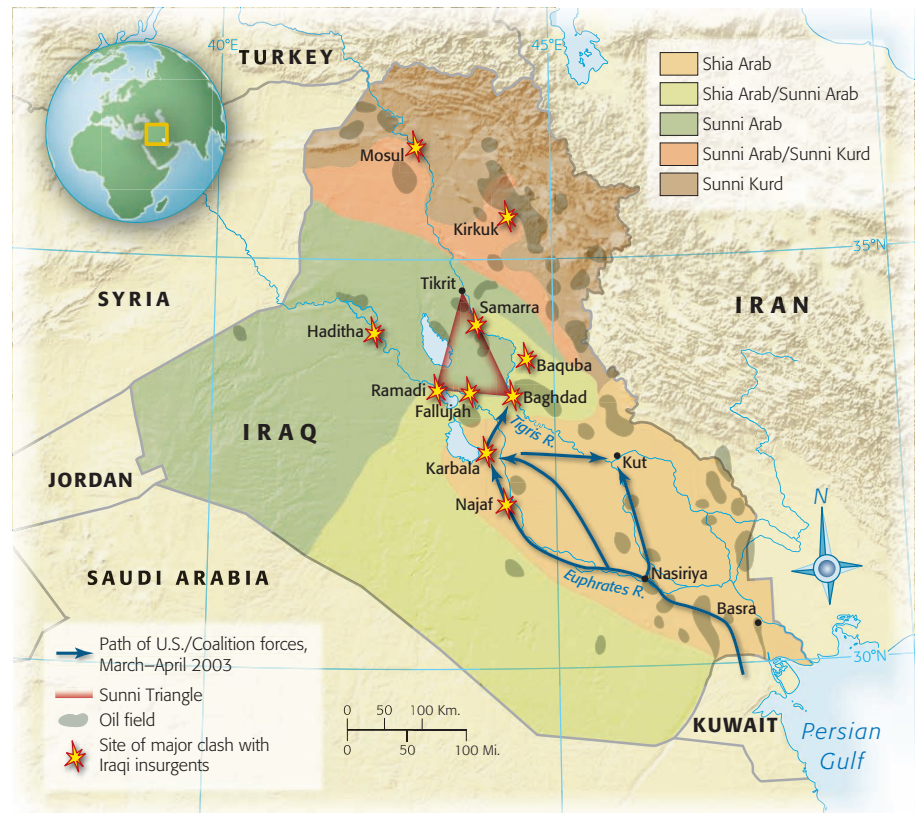 40°E
45°E
TURKEY
Shia Arab
Shia Arab/Sunni Arab
Sunni Arab
Sunni Arab/Sunni Kurd
Sunni Kurd
Mosul
Kirkuk
35°N
SYRIA
Tikrit
Samarra
IRAN
Haditha
Baquba
Ramadi
Fallujah
Baghdad
IRAQ
Tigris R.
Karbala
Kut
JORDAN
Najaf
N
SAUDI ARABIA
Nasiriya
Euphrates R.
Basra
30°N
Path of U.S./Coalition forces,
March–April 2003
Sunni Triangle
Oil field
Site of major clash with
Iraqi insurgents
0 50 100 Km.
0 50 100 Mi.
KUWAIT
Persian
Gulf